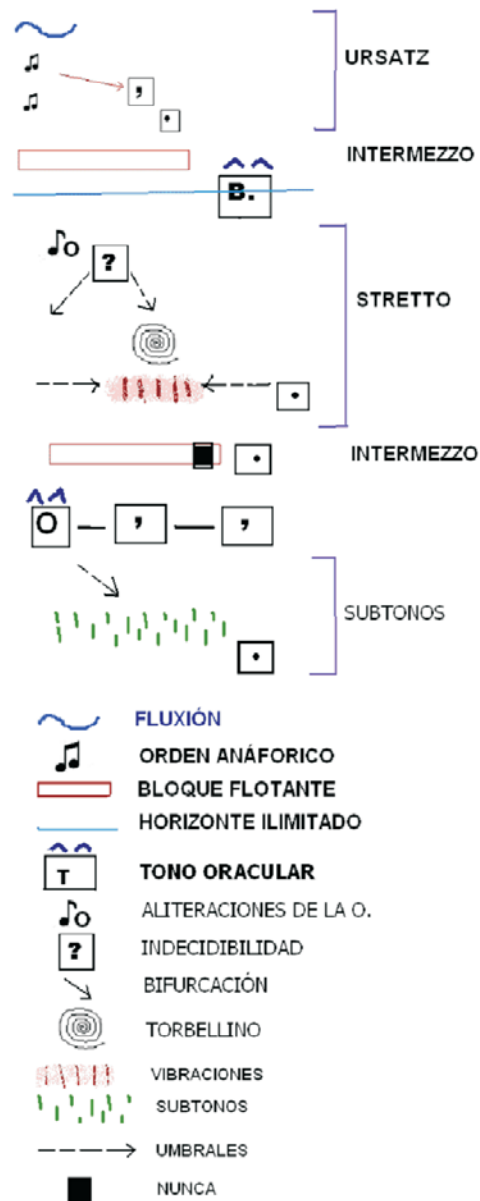 URSATZ
,
.
INTERMEZZO
B.
O
?
STRETTO
.
INTERMEZZO
.
O – , – ,
SUBTONOS
.
FLUXIÓN
ORDEN ANÁFORICO
BLOQUE FLOTANTE
HORIZONTE ILIMITADO
T TONO ORACULAR
O ALITERACIONES DE LA O.
? INDECIDIBILIDAD
BIFURCACIÓN
TORBELLINO
VIBRACIONES
SUBTONOS
UMBRALES
NUNCA